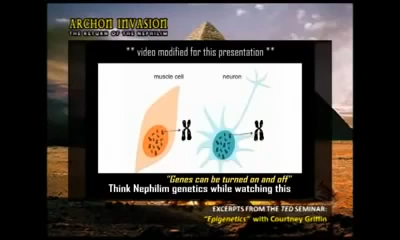 ARCHON INVASION
THE RETURN OF THE NEPHILIM
** video modified for this presentation **
muscle cell
neuron
"Genes can be turned on and off"
Think Nephilim genetics while watching this
EXCERPTS FROM THE TED SEMINAR:
"Epigenetics" with Courtney Griffin